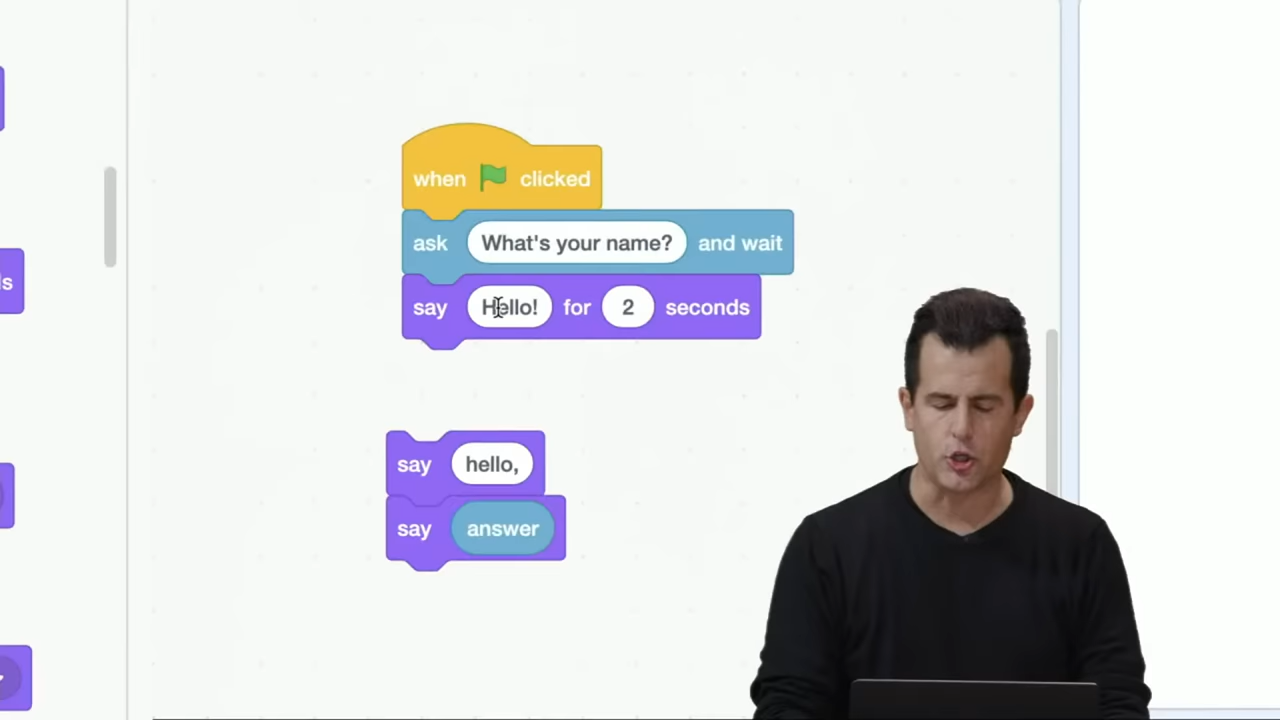 when clicked
ask What's your name? and wait
say Hello! for 2 seconds
say hello,
say answer